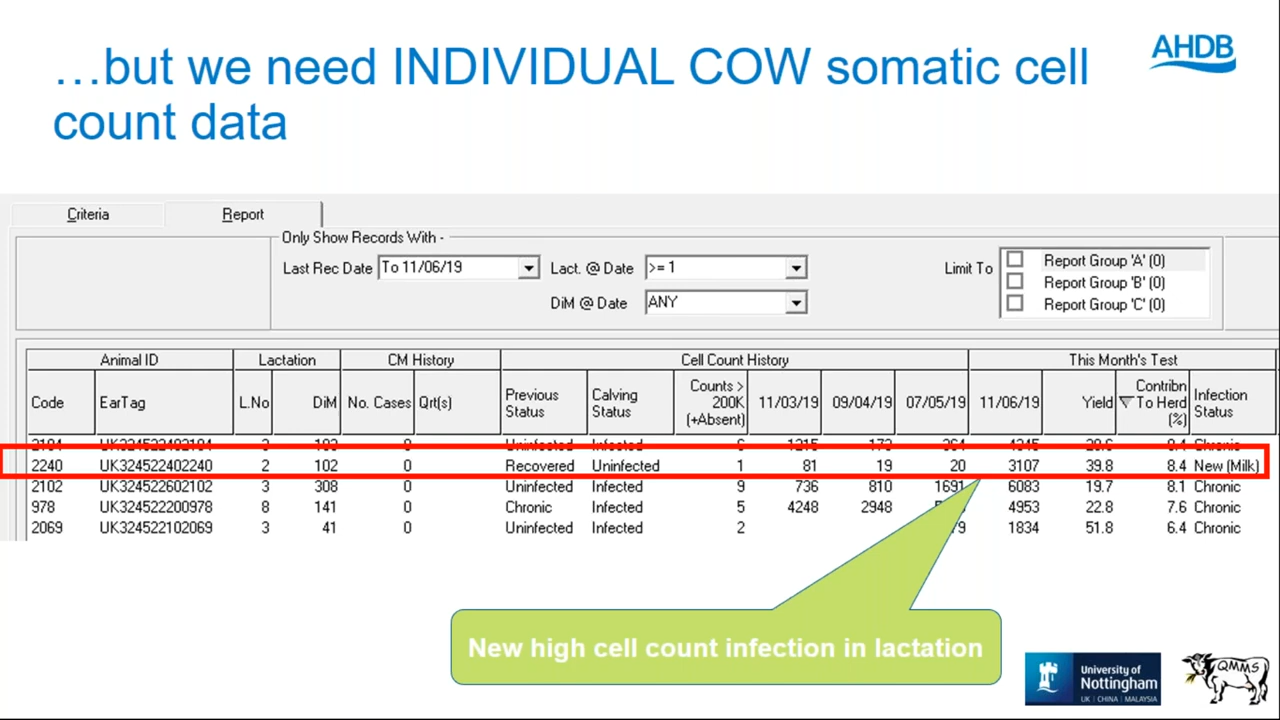 …but we need INDIVIDUAL COW somatic cell
count data
AHDB
Criteria
Report
Only Show Records With -
Last Rec Date To 11/06/19 Lact. @ Date >= 1 Limit To
DiM @ Date ANY
Report Group 'A' (0)
Report Group 'B' (0)
Report Group 'C' (0)
Animal ID Lactation CM History Cell Count History This Month's Test
Code EarTag L.No DiM No. Cases Qrt(s) Previous Status Calving Status Counts > 200K (+Absent) 11/03/19 09/04/19 07/05/19 11/06/19 Yield Contribn To Herd (%) Infection Status
2240 UK324522402240 2 102 0 Recovered Uninfected 1 81 19 20 3107 39.8 8.4 New (Milk)
2102 UK324522602102 3 308 0 Uninfected Infected 9 736 810 1691 6083 19.7 8.1 Chronic
978 UK324522200978 8 141 0 Chronic Infected 5 4248 2948 4953 22.8 7.6 Chronic
2069 UK324522102069 3 41 0 Uninfected Infected 2 1834 51.8 6.4 Chronic
New high cell count infection in lactation
University of
Nottingham
UK | CHINA | MALAYSIA
QMMS